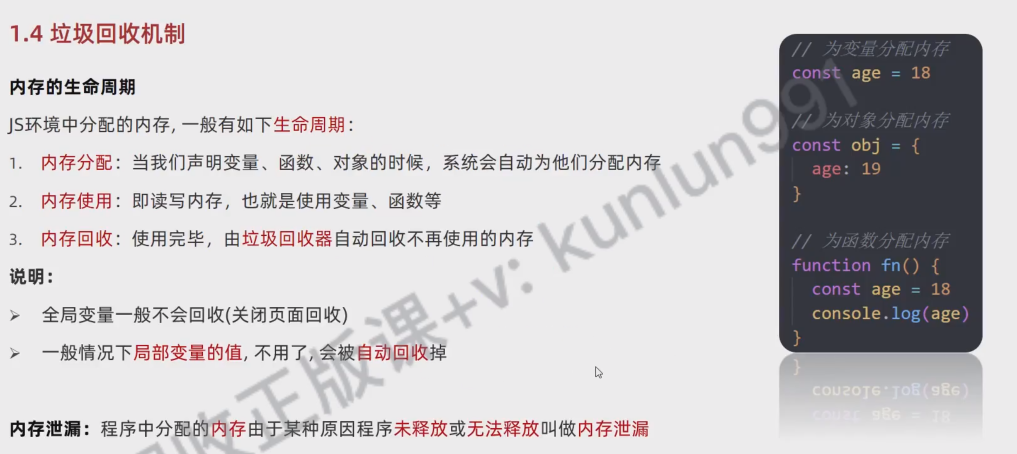 1.4 垃圾回收机制
内存的生命周期
JS环境中分配的内存, 一般有如下生命周期：
1. 内存分配：当我们声明变量、函数、对象的时候，系统会自动为他们分配内存
2. 内存使用：即读写内存，也就是使用变量、函数等
3. 内存回收：使用完毕，由垃圾回收器自动回收不再使用的内存
说明：
➢ 全局变量一般不会回收(关闭页面回收)
➢ 一般情况下局部变量的值, 不用了, 会被自动回收掉
内存泄漏：程序中分配的内存由于某种原因程序未释放或无法释放叫做内存泄漏
// 为变量分配内存
const age = 18
// 为对象分配内存
const obj = {
age: 19
}
// 为函数分配内存
function fn() {
const age = 18
console.log(age)
}
}
console.log(age)
const age = 18
收正版课+v: kunlun991